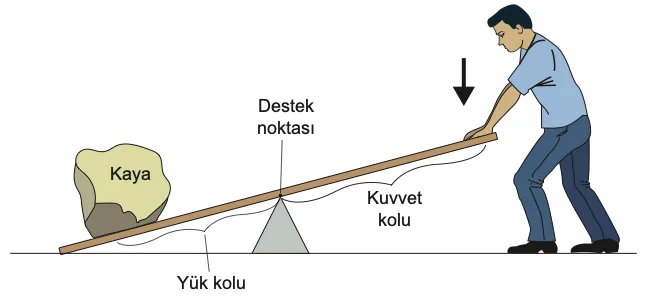 Destek
noktası
Kaya
Kuvvet
kolu
Yük kolu